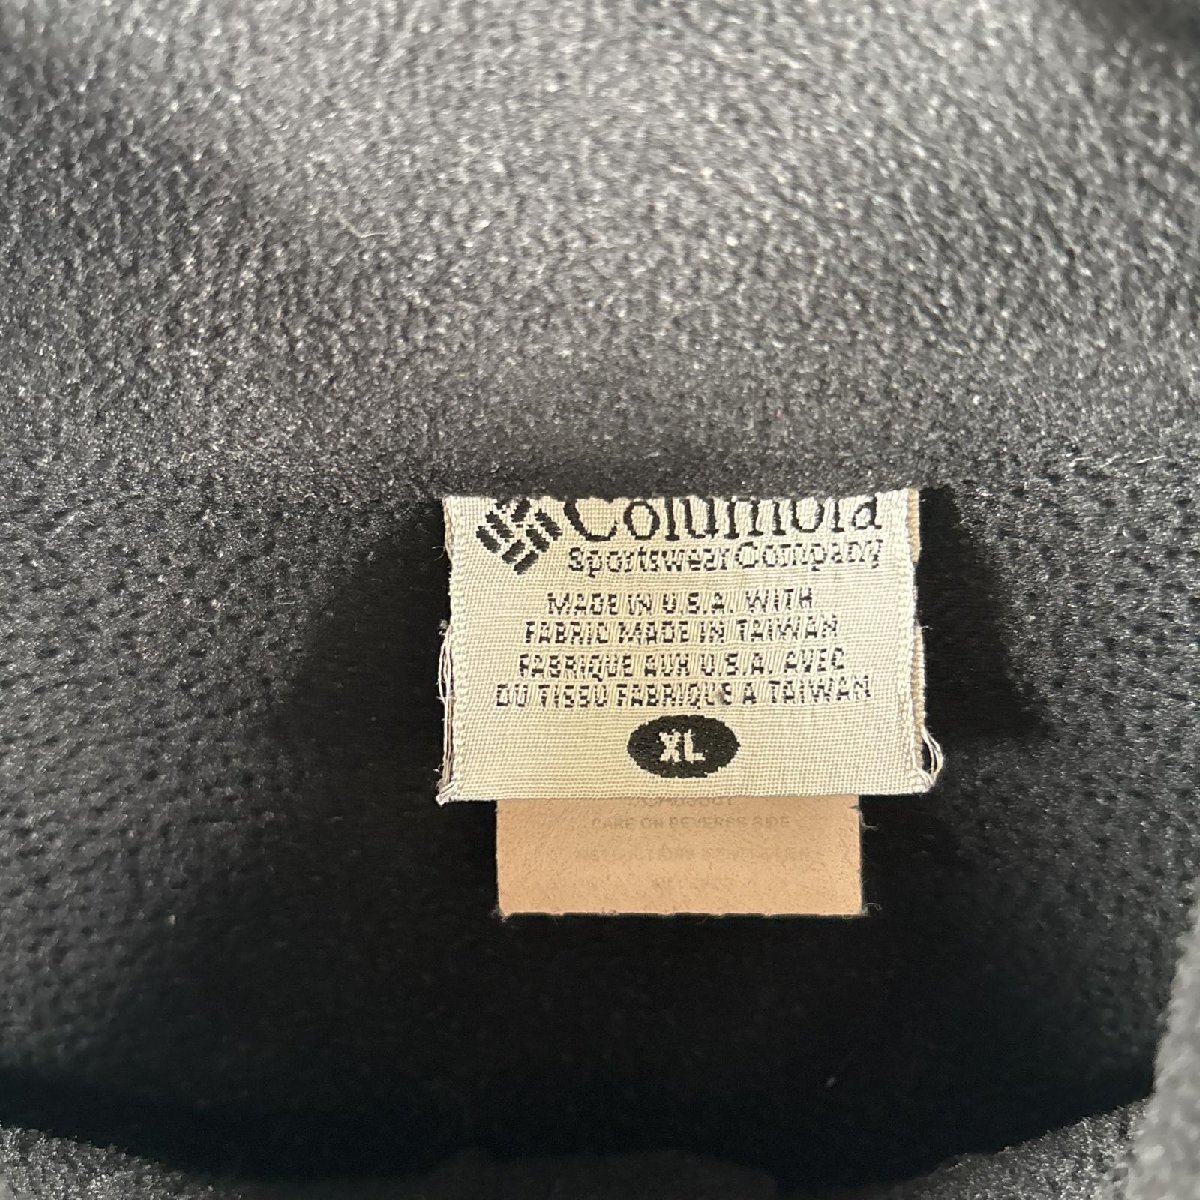 Columbia
Sportswear Company
MADE IN U.S.A. WITH
FABRIC MADE IN TAIWAN
FABRIQUE AUH U.S.A. AVEC
DU TISSU FABRIQUE A TAIWAN
XL
CARE ON REVERSE SIDE